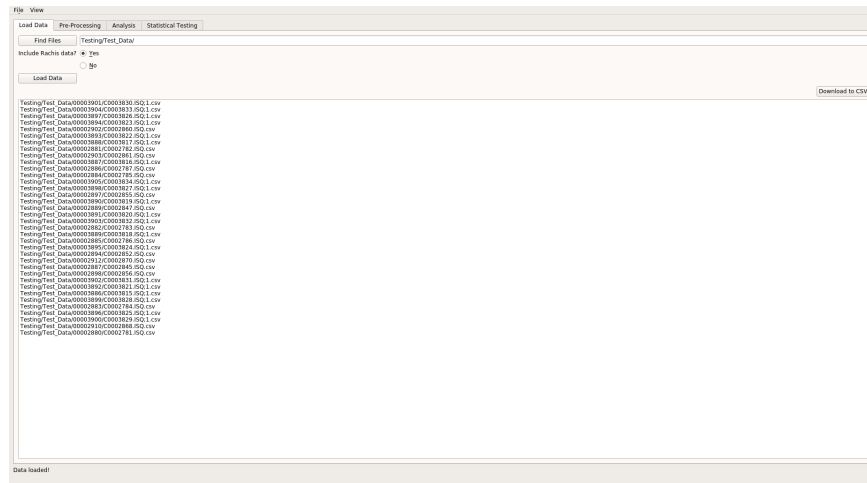 File View
Load Data Pre-Processing Analysis Statistical Testing
Find Files Testing/Test_Data/
Include Rachis data? Yes
No
Load Data
Download to CSV
Testing/Test_Data/00003901/C0003830.ISQ;1.csv
Testing/Test_Data/00003904/C0003833.ISQ;1.csv
Testing/Test_Data/00003897/C0003826.ISQ;1.csv
Testing/Test_Data/00003894/C0003823.ISQ;1.csv
Testing/Test_Data/00002902/C0002860.ISQ.csv
Testing/Test_Data/00003893/C0003822.ISQ;1.csv
Testing/Test_Data/00003888/C0003817.ISQ;1.csv
Testing/Test_Data/00002881/C0002782.ISQ.csv
Testing/Test_Data/00002903/C0002861.ISQ.csv
Testing/Test_Data/00003887/C0003816.ISQ;1.csv
Testing/Test_Data/00002886/C0002787.ISQ.csv
Testing/Test_Data/00002884/C0002785.ISQ.csv
Testing/Test_Data/00003905/C0003834.ISQ;1.csv
Testing/Test_Data/00003898/C0003827.ISQ;1.csv
Testing/Test_Data/00002897/C0002855.ISQ.csv
Testing/Test_Data/00003890/C0003819.ISQ;1.csv
Testing/Test_Data/00002889/C0002847.ISQ.csv
Testing/Test_Data/00003891/C0003820.ISQ;1.csv
Testing/Test_Data/00003903/C0003832.ISQ;1.csv
Testing/Test_Data/00002882/C0002783.ISQ.csv
Testing/Test_Data/00003889/C0003818.ISQ;1.csv
Testing/Test_Data/00002885/C0002786.ISQ.csv
Testing/Test_Data/00003895/C0003824.ISQ;1.csv
Testing/Test_Data/00002894/C0002852.ISQ.csv
Testing/Test_Data/00002912/C0002870.ISQ.csv
Testing/Test_Data/00002887/C0002845.ISQ.csv
Testing/Test_Data/00002898/C0002856.ISQ.csv
Testing/Test_Data/00003902/C0003831.ISQ;1.csv
Testing/Test_Data/00003892/C0003821.ISQ;1.csv
Testing/Test_Data/00003886/C0003815.ISQ;1.csv
Testing/Test_Data/00003899/C0003828.ISQ;1.csv
Testing/Test_Data/00002883/C0002784.ISQ.csv
Testing/Test_Data/00003896/C0003825.ISQ;1.csv
Testing/Test_Data/00003900/C0003829.ISQ;1.csv
Testing/Test_Data/00002910/C0002868.ISQ.csv
Testing/Test_Data/00002880/C0002781.ISQ.csv
Data loaded!